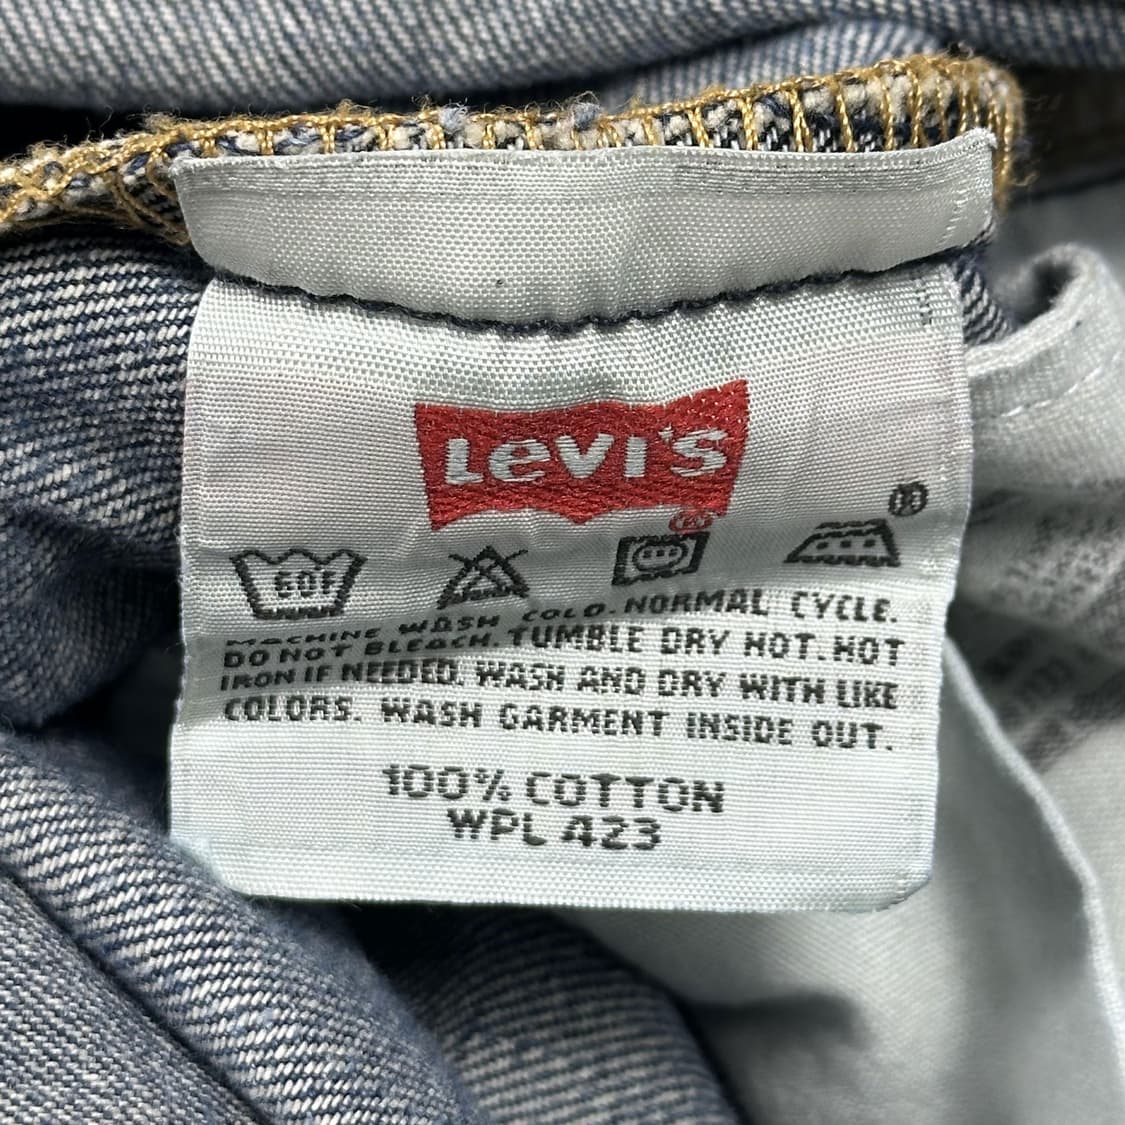 LEVI'S
®
60F
MACHINE WASH COLD. NORMAL CYCLE.
DO NOT BLEACH. TUMBLE DRY HOT. HOT
IRON IF NEEDED. WASH AND DRY WITH LIKE
COLORS. WASH GARMENT INSIDE OUT.
100% COTTON
WPL 423